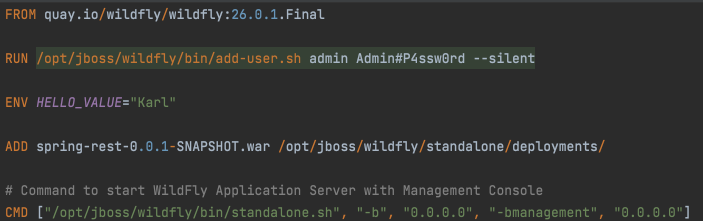 FROM quay.io/wildfly/wildfly:26.0.1.Final
RUN /opt/jboss/wildfly/bin/add-user.sh admin Admin#P4ssw0rd --silent
ENV HELLO_VALUE="Karl"
ADD spring-rest-0.0.1-SNAPSHOT.war /opt/jboss/wildfly/standalone/deployments/
# Command to start WildFly Application Server with Management Console
CMD ["/opt/jboss/wildfly/bin/standalone.sh", "-b", "0.0.0.0", "-bmanagement", "0.0.0.0"]